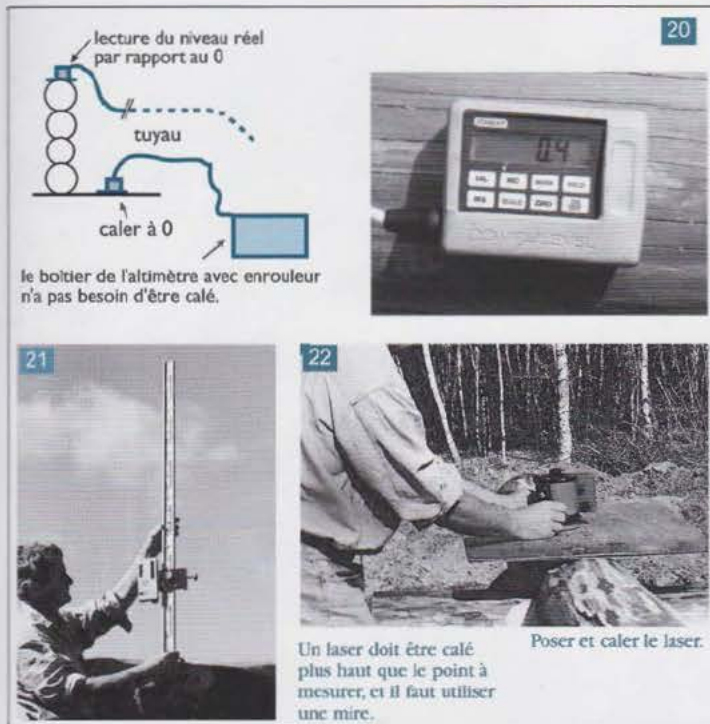 20
lecture du niveau réel
par rapport au 0
tuyau
caler à 0
le boîtier de l'altimètre avec enrouleur
n'a pas besoin d'être calé.
0.4
ZERO
21
22
Un laser doit être calé
plus haut que le point à
mesurer, et il faut utiliser
une mire.
Poser et caler le laser.